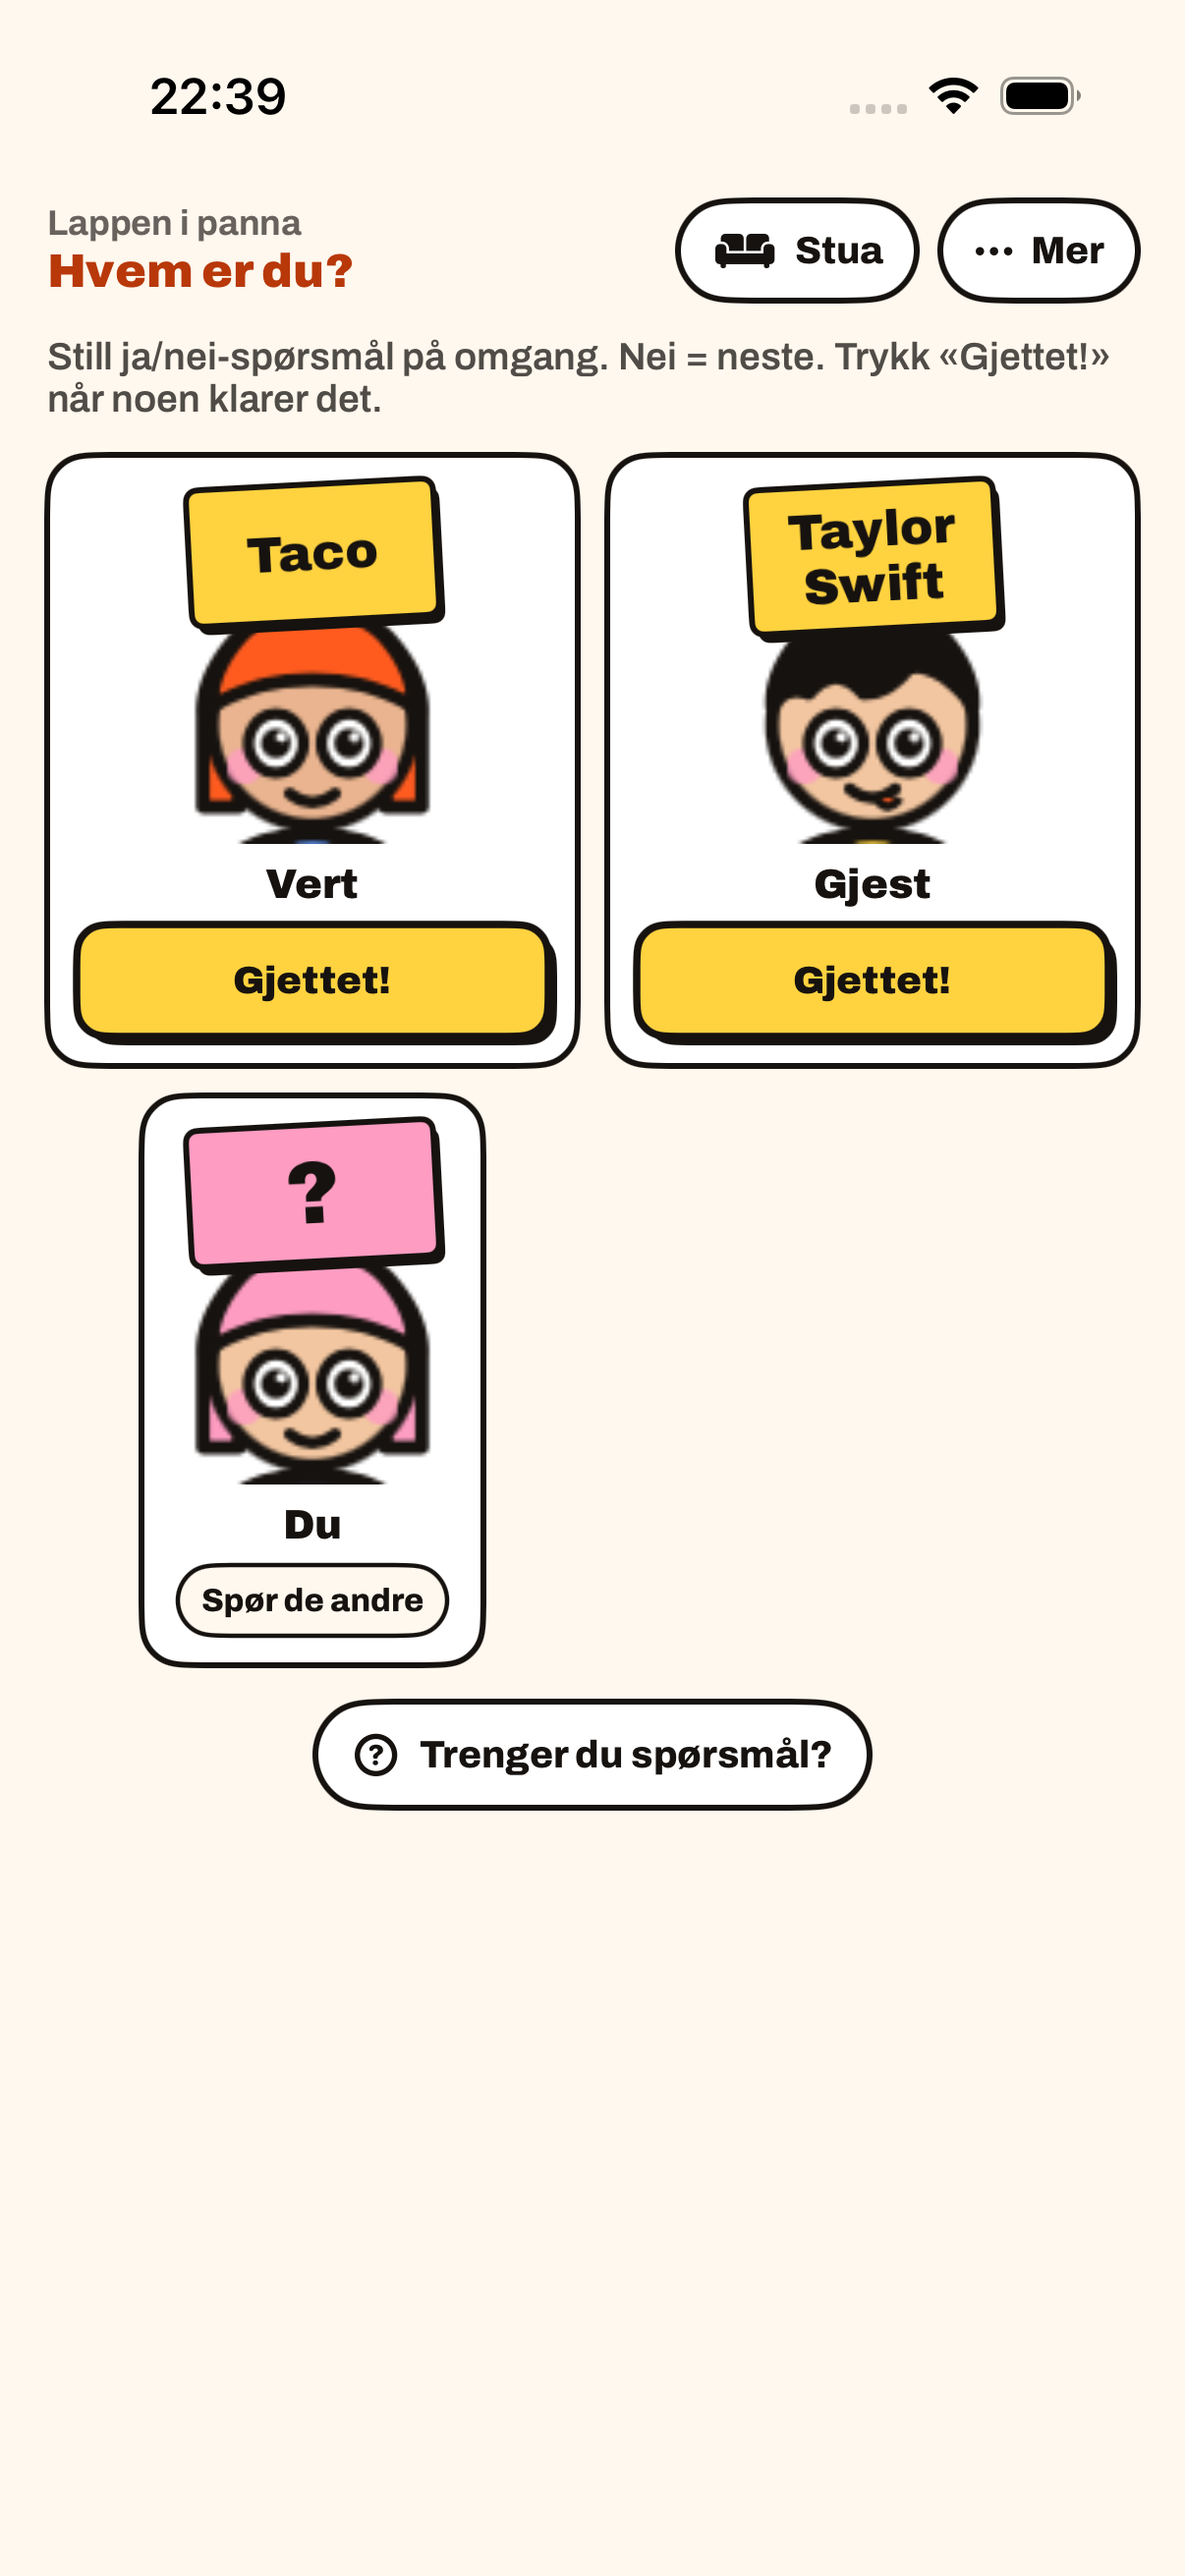 22:39
Lappen i panna
Hvem er du?
Stua
Mer
Still ja/nei-spørsmål på omgang. Nei = neste. Trykk «Gjettet!»
når noen klarer det.
Taco
Taylor
Swift
Vert
Gjest
Gjettet!
Gjettet!
?
Du
Spør de andre
? Trenger du spørsmål?